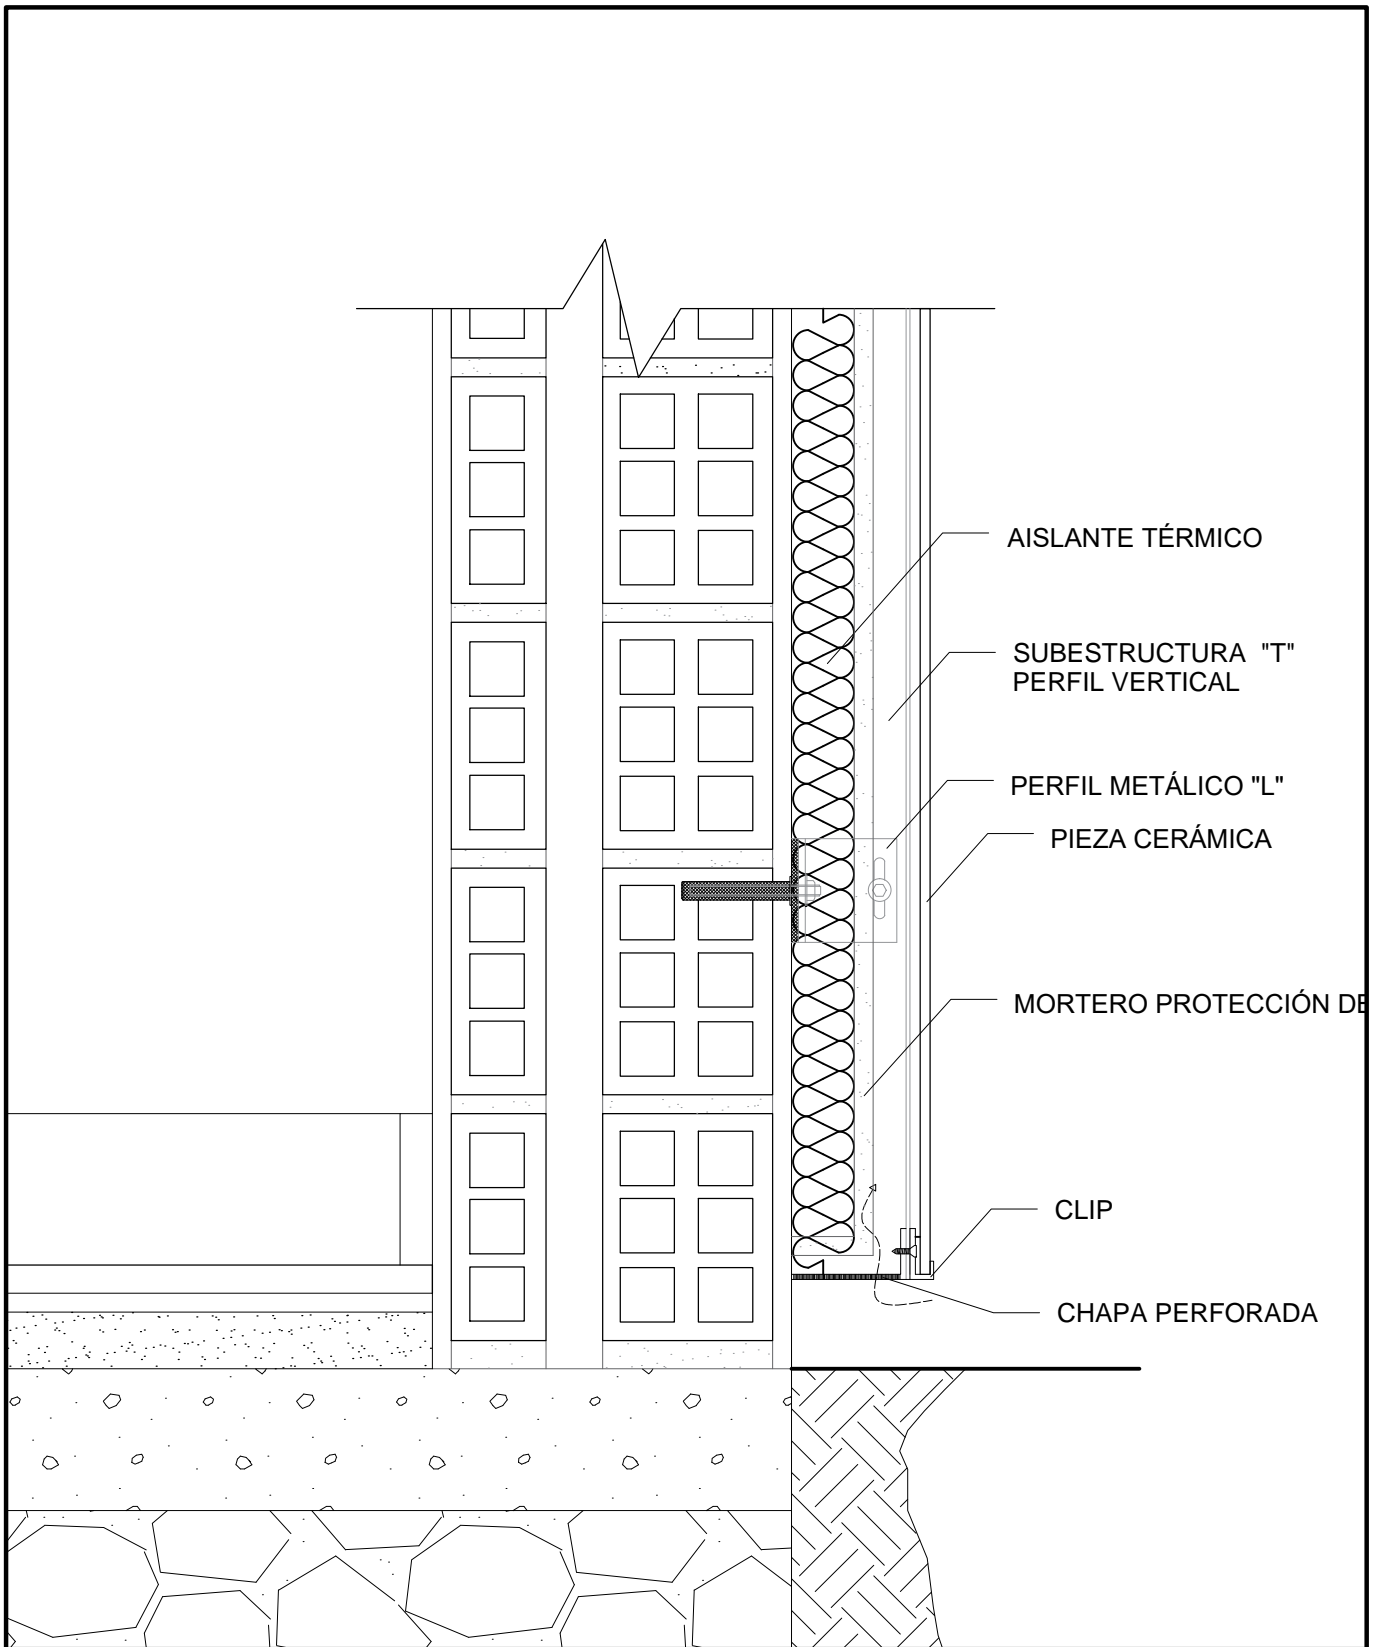 AISLANTE TÉRMICO
SUBESTRUCTURA "T"
PERFIL VERTICAL
PERFIL METÁLICO "L"
PIEZA CERÁMICA
MORTERO PROTECCIÓN DE
CLIP
CHAPA PERFORADA